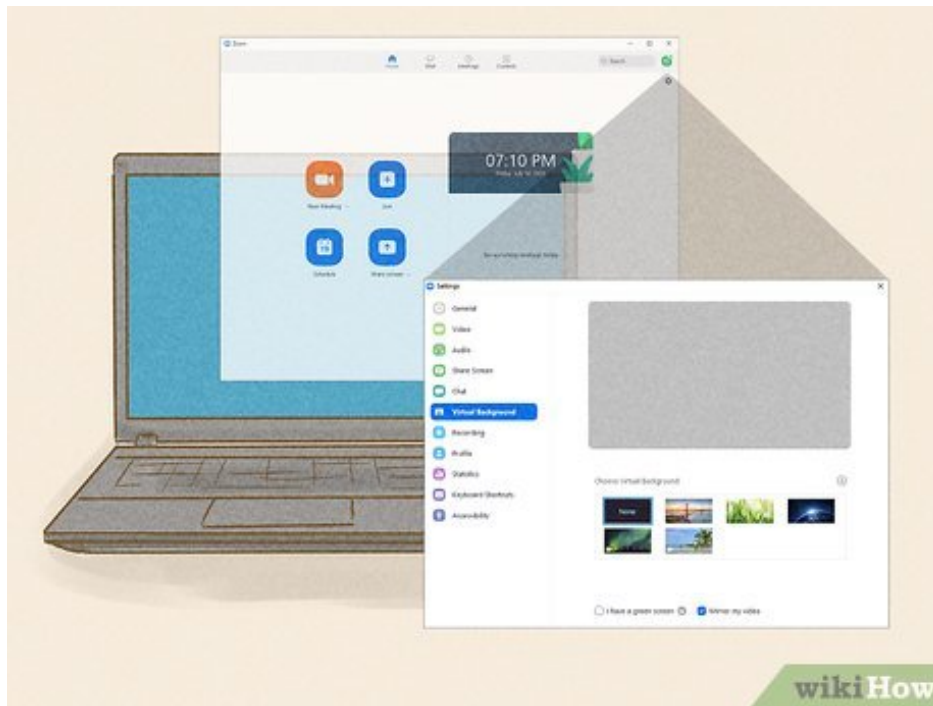 Zoom
Home Chat Meetings Contacts Search
07:10 PM
New Meeting Join
Schedule Share screen
Settings
General
Video
Audio
Share Screen
Chat
Virtual Background
Recording
Profile
Statistics
Keyboard Shortcuts
Accessibility
Choose Virtual Background
None
I have a green screen Mirror my video
wikiHow